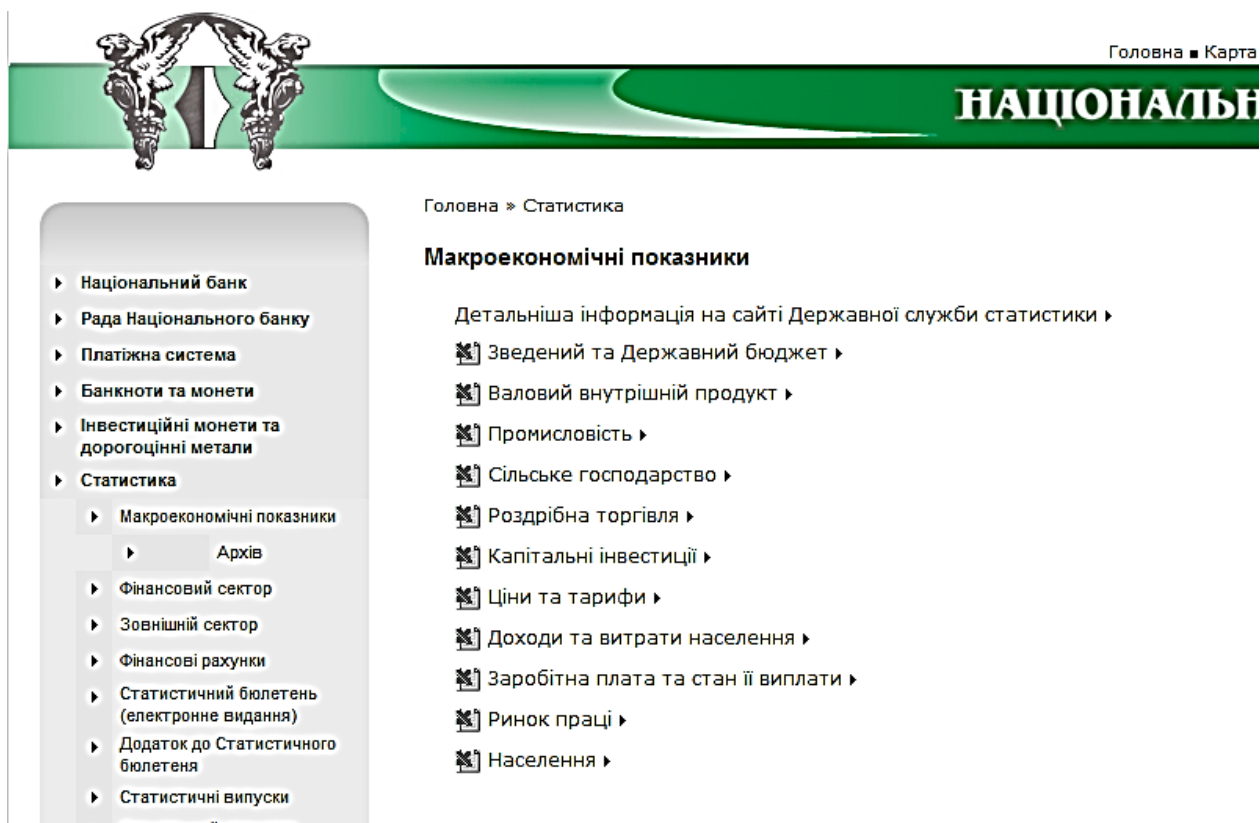 Головна ▪ Карта
НАЦІОНАЛЬН
Головна » Статистика
Макроекономічні показники
Детальніша інформація на сайті Державної служби статистики
Зведений та Державний бюджет
Валовий внутрішній продукт
Промисловість
Сільське господарство
Роздрібна торгівля
Капітальні інвестиції
Ціни та тарифи
Доходи та витрати населення
Заробітна плата та стан її виплати
Ринок праці
Населення
Національний банк
Рада Національного банку
Платіжна система
Банкноти та монети
Інвестиційні монети та
дорогоцінні метали
Статистика
Макроекономічні показники
Архів
Фінансовий сектор
Зовнішній сектор
Фінансові рахунки
Статистичний бюлетень
(електронне видання)
Додаток до Статистичного
бюлетеня
Статистичні випуски